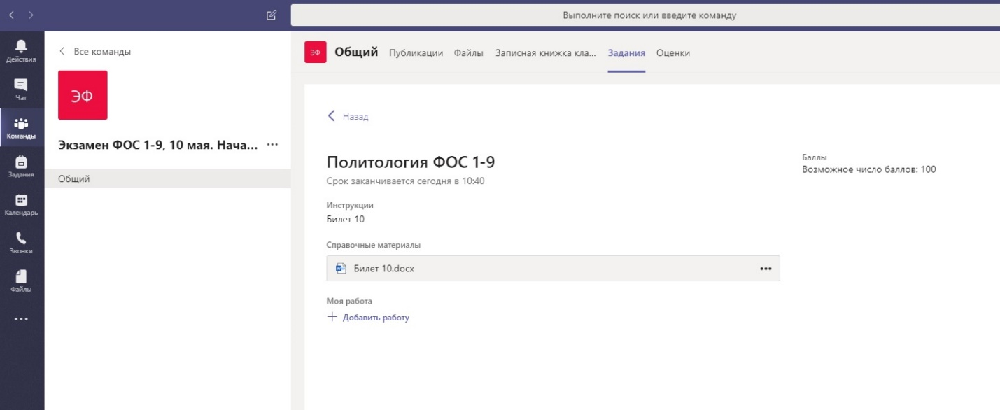 Выполните поиск или введите команду
Действия
Чат
Команды
Задания
Календарь
Звонки
Файлы
Все команды
ЭФ
Экзамен ФОС 1-9, 10 мая. Нача... ...
Общий
ЭФ Общий Публикации Файлы Записная книжка кла... Задания Оценки
Назад
Политология ФОС 1-9
Срок заканчивается сегодня в 10:40
Баллы
Возможное число баллов: 100
Инструкции
Билет 10
Справочные материалы
Билет 10.docx
Моя работа
+ Добавить работу